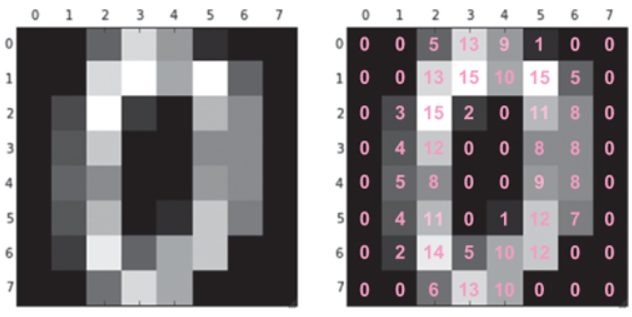 0 1 2 3 4 5 6 7
0
1
2
3
4
5
6
7
0 1 2 3 4 5 6 7
0 0 0 5 13 9 1 0 0
1 0 0 13 15 10 15 5 0
2 0 3 15 2 0 11 8 0
3 0 4 12 0 0 8 8 0
4 0 5 8 0 0 9 8 0
5 0 4 11 0 1 12 7 0
6 0 2 14 5 10 12 0 0
7 0 0 6 13 10 0 0 0